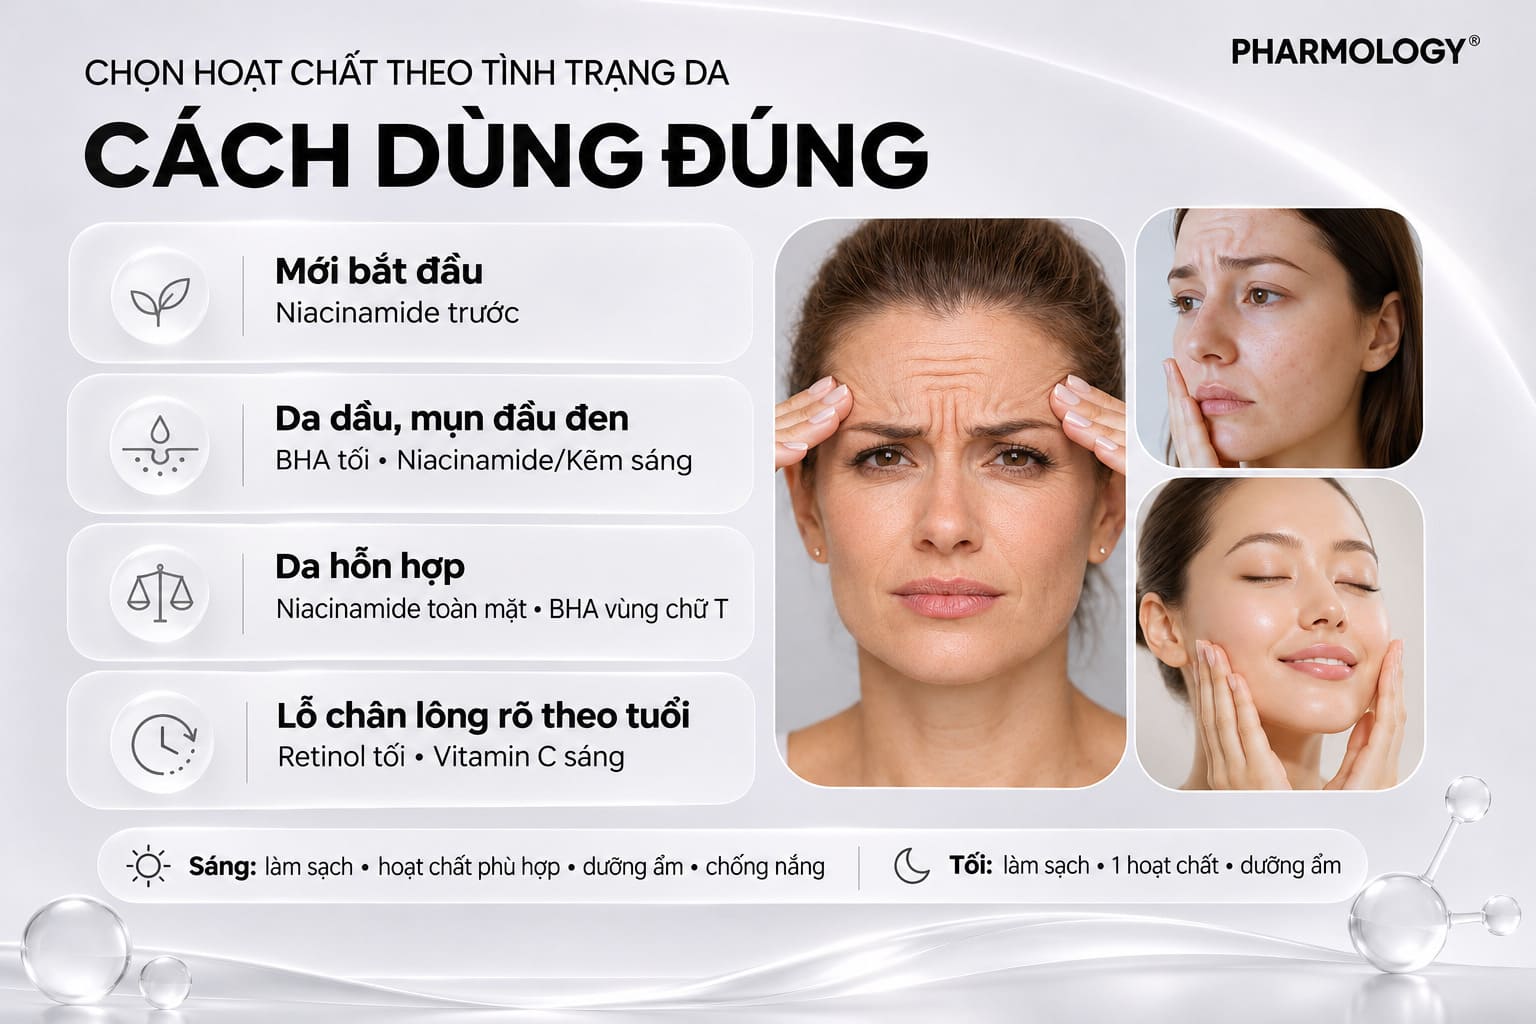 PHARMOLOGY®
CHỌN HOẠT CHẤT THEO TÌNH TRẠNG DA
CÁCH DÙNG ĐÚNG
Mới bắt đầu
Niacinamide trước
Da dầu, mụn đầu đen
BHA tối • Niacinamide/Kẽm sáng
Da hỗn hợp
Niacinamide toàn mặt • BHA vùng chữ T
Lỗ chân lông rõ theo tuổi
Retinol tối • Vitamin C sáng
Sáng: làm sạch • hoạt chất phù hợp • dưỡng ẩm • chống nắng
Tối: làm sạch • 1 hoạt chất • dưỡng ẩm